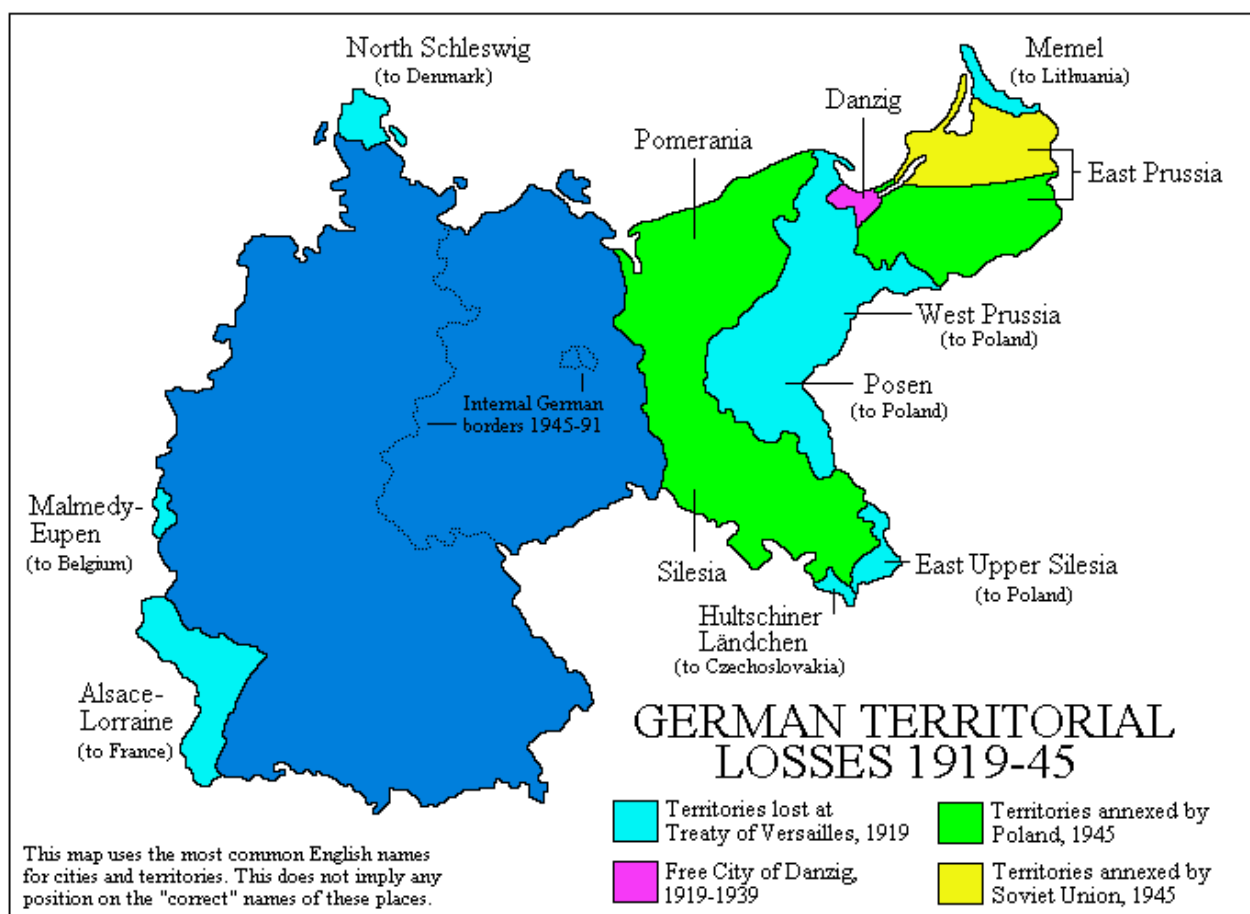 North Schleswig
(to Denmark)
Memel
(to Lithuania)
Danzig
Pomerania
East Prussia
West Prussia
(to Poland)
Posen
(to Poland)
Internal German
borders 1945-91
Malmedy-
Eupen
(to Belgium)
Silesia
East Upper Silesia
(to Poland)
Hultschiner
Ländchen
(to Czechoslovakia)
Alsace-
Lorraine
(to France)
GERMAN TERRITORIAL
LOSSES 1919-45
Territories lost at
Treaty of Versailles, 1919
Territories annexed by
Poland, 1945
Free City of Danzig,
1919-1939
Territories annexed by
Soviet Union, 1945
This map uses the most common English names
for cities and territories. This does not imply any
position on the "correct" names of these places.